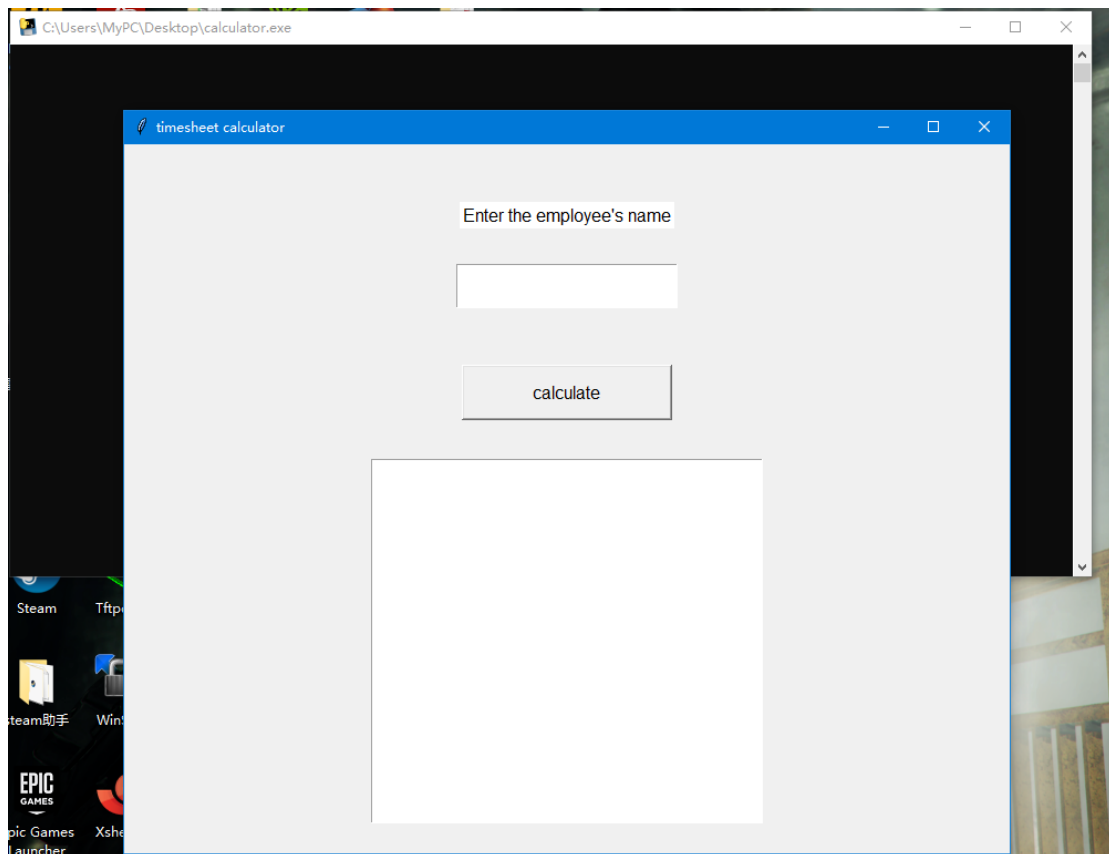 C:\Users\MyPC\Desktop\calculator.exe
timesheet calculator
Enter the employee's name
calculate
Steam
Tftp
steam助手
Win
EPIC
GAMES
pic Games
Launcher
Xshe